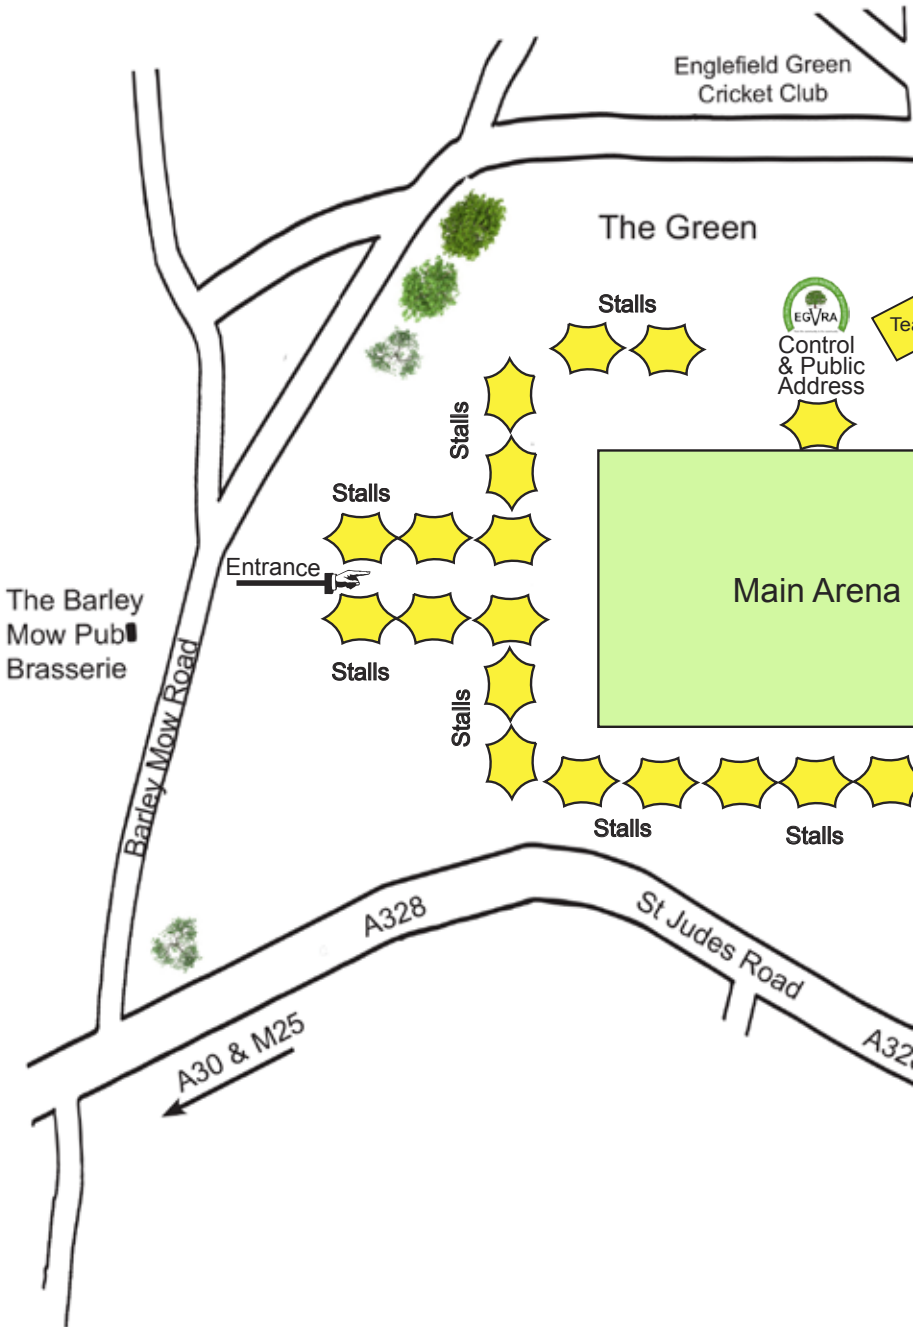 Englefield Green
Cricket Club
The Green
Stalls
EGVRA
Control
& Public
Address
Stalls
Stalls
Entrance
Main Arena
The Barley
Mow Pub
Brasserie
Barley Mow Road
Stalls
Stalls
Stalls
Stalls
A328
St Judes Road
A30 & M25